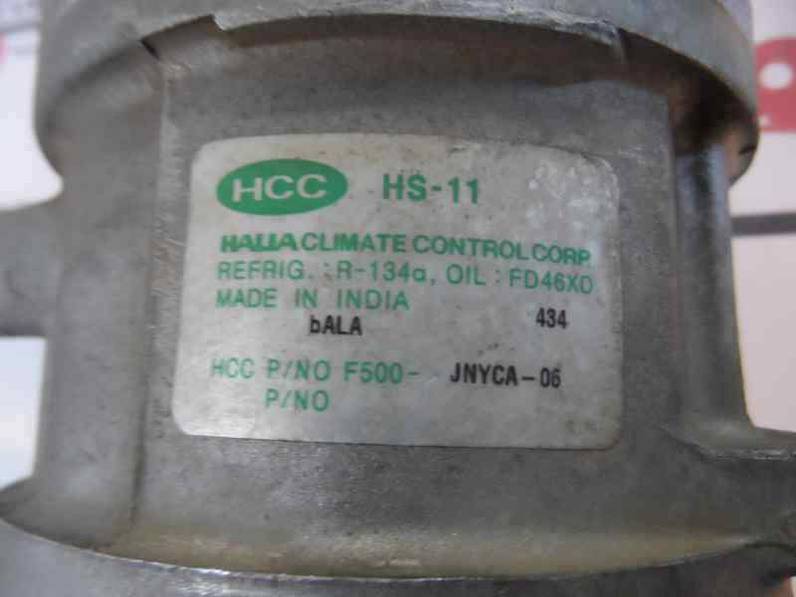 HCC HS-11
HALLA CLIMATE CONTROL CORP.
REFRIG. : R-134a, OIL : FD46XD
MADE IN INDIA
bALA 434
HCC P/NO F500- JNYCA-06
P/NO